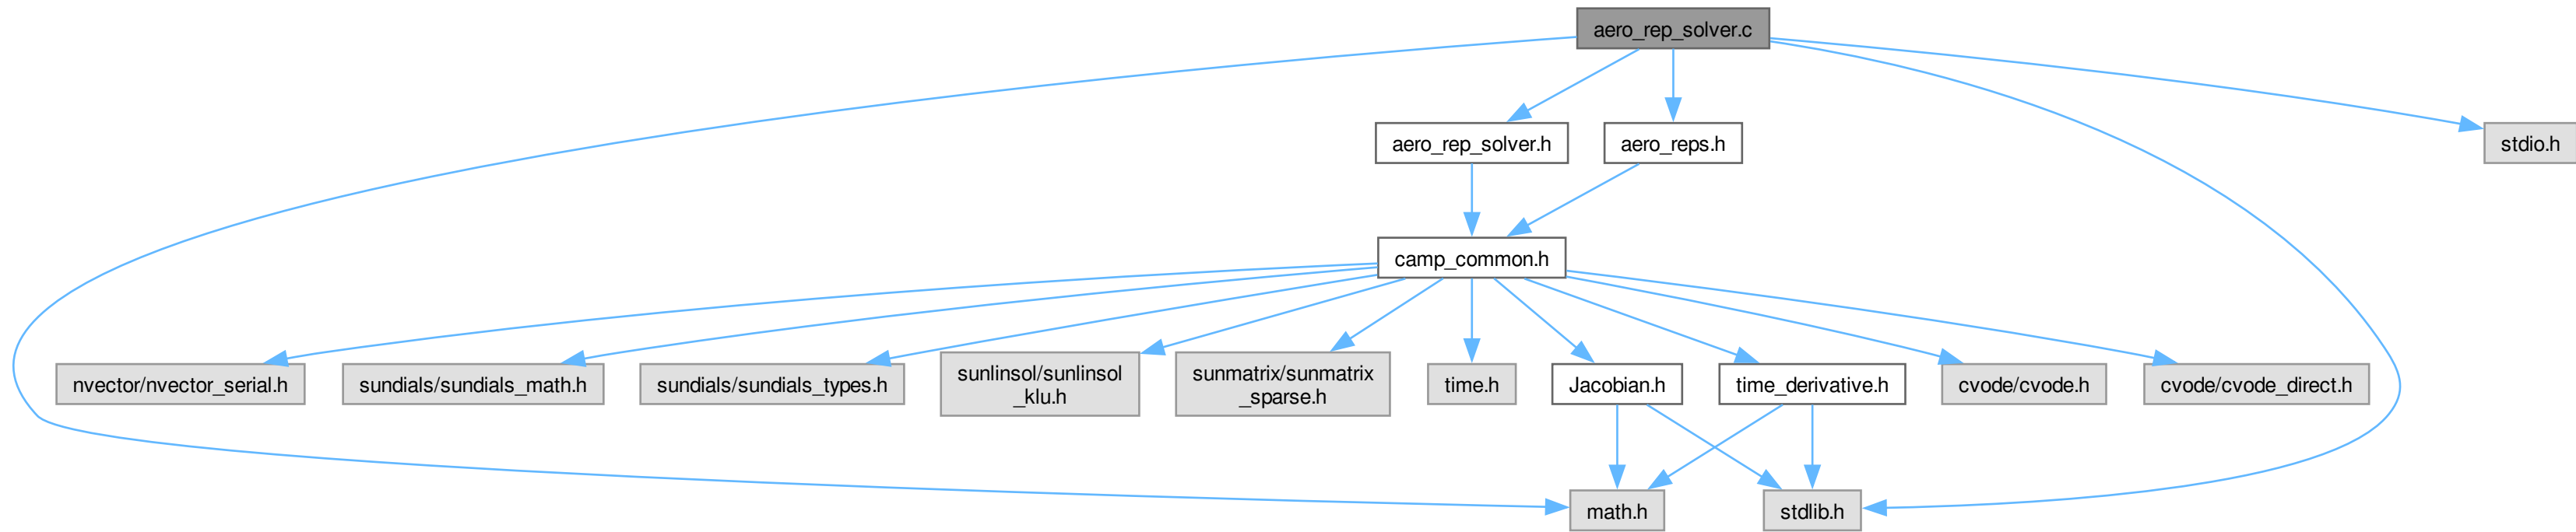 aero_rep_solver.c
aero_rep_solver.h
aero_reps.h
stdio.h
camp_common.h
nvector/nvector_serial.h
sundials/sundials_math.h
sundials/sundials_types.h
sunlinsol/sunlinsol
_klu.h
sunmatrix/sunmatrix
_sparse.h
time.h
Jacobian.h
time_derivative.h
cvode/cvode.h
cvode/cvode_direct.h
math.h
stdlib.h